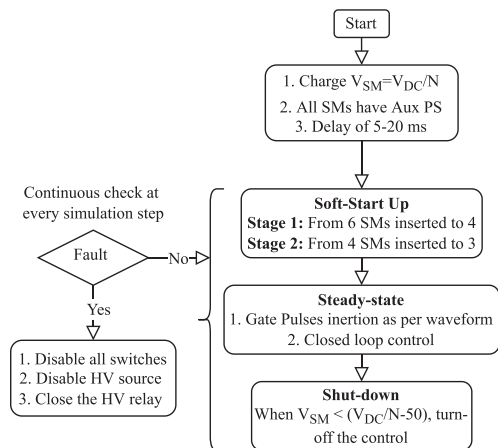 Start
1. Charge V_SM=V_DC/N
2. All SMs have Aux PS
3. Delay of 5-20 ms
Continuous check at
every simulation step
Fault
No
Yes
1. Disable all switches
2. Disable HV source
3. Close the HV relay
Soft-Start Up
Stage 1: From 6 SMs inserted to 4
Stage 2: From 4 SMs inserted to 3
Steady-state
1. Gate Pulses inertion as per waveform
2. Closed loop control
Shut-down
When V_SM < (V_DC/N-50), turn-
off the control